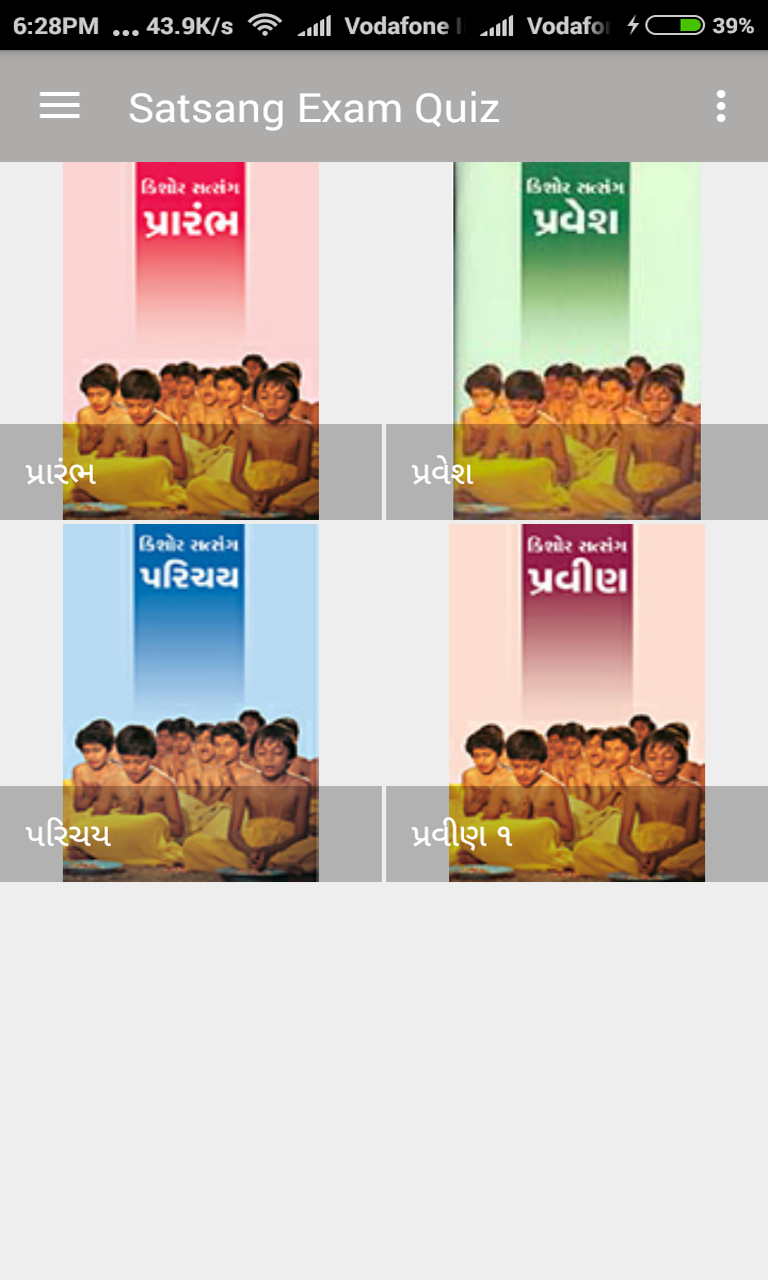 6:28PM ... 43.9K/s Vodafone Vodafo 39%
Satsang Exam Quiz
કિશોર સત્સંગ
પ્રારંભ
પ્રારંભ
કિશોર સત્સંગ
પ્રવેશ
પ્રવેશ
કિશોર સત્સંગ
પરિચય
પરિચય
કિશોર સત્સંગ
પ્રવીણ
પ્રવીણ ૧